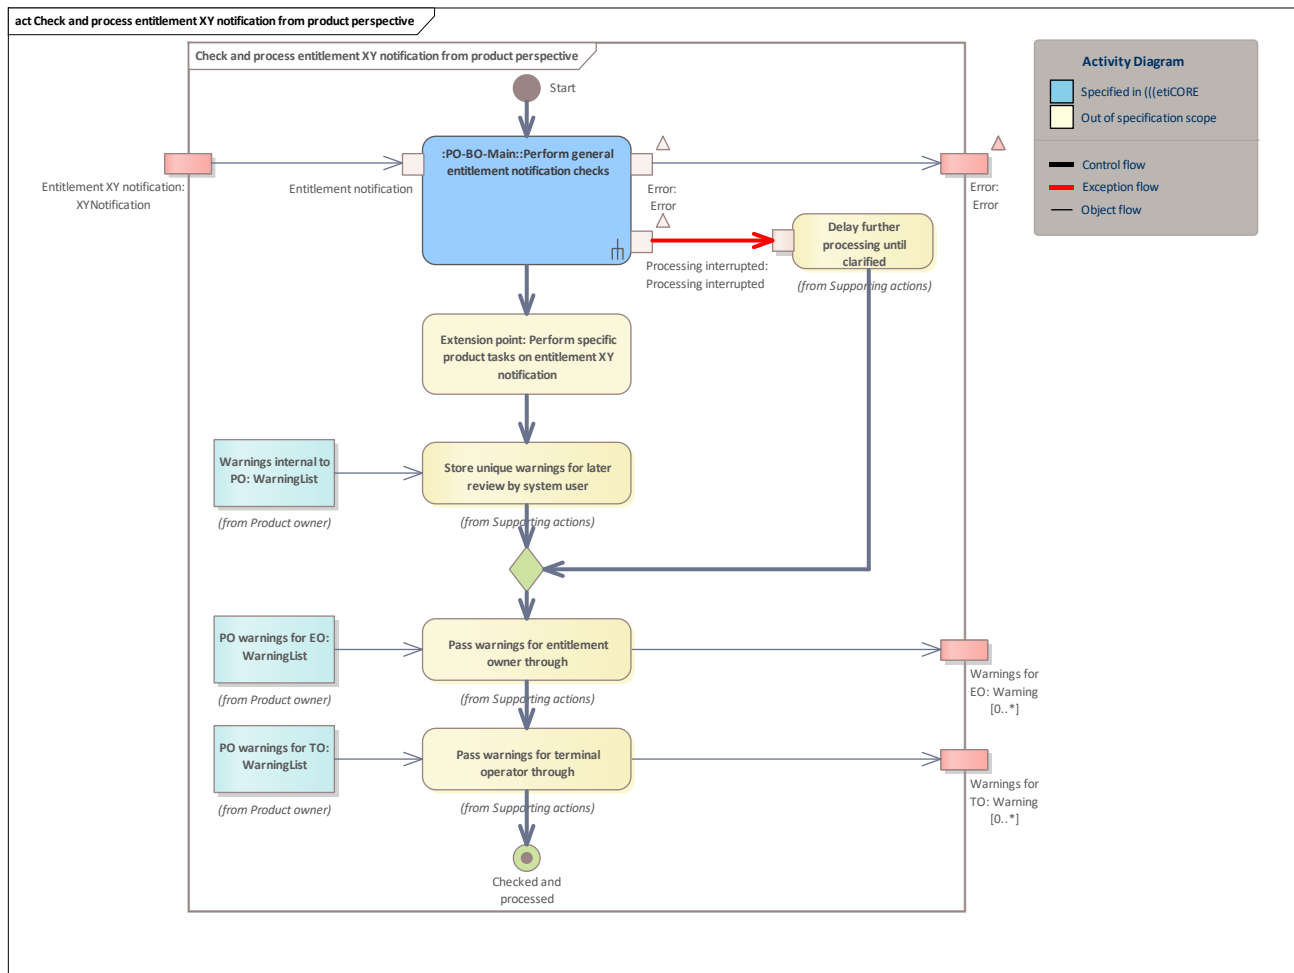 act Check and process entitlement XY notification from product perspective
Check and process entitlement XY notification from product perspective
Activity Diagram
Specified in (((etiCORE
Out of specification scope
Control flow
Exception flow
Object flow
Start
:PO-BO-Main::Perform general
entitlement notification checks
Entitlement XY notification:
XYNotification
Entitlement notification
Error:
Error
Error:
Error
Processing interrupted:
Processing interrupted
Delay further
processing until
clarified
(from Supporting actions)
Extension point: Perform specific
product tasks on entitlement XY
notification
Warnings internal to
PO: WarningList
(from Product owner)
Store unique warnings for later
review by system user
(from Supporting actions)
PO warnings for EO:
WarningList
(from Product owner)
Pass warnings for entitlement
owner through
(from Supporting actions)
Warnings for
EO: Warning
[0..*]
PO warnings for TO:
WarningList
(from Product owner)
Pass warnings for terminal
operator through
(from Supporting actions)
Warnings for
TO: Warning
[0..*]
Checked and
processed